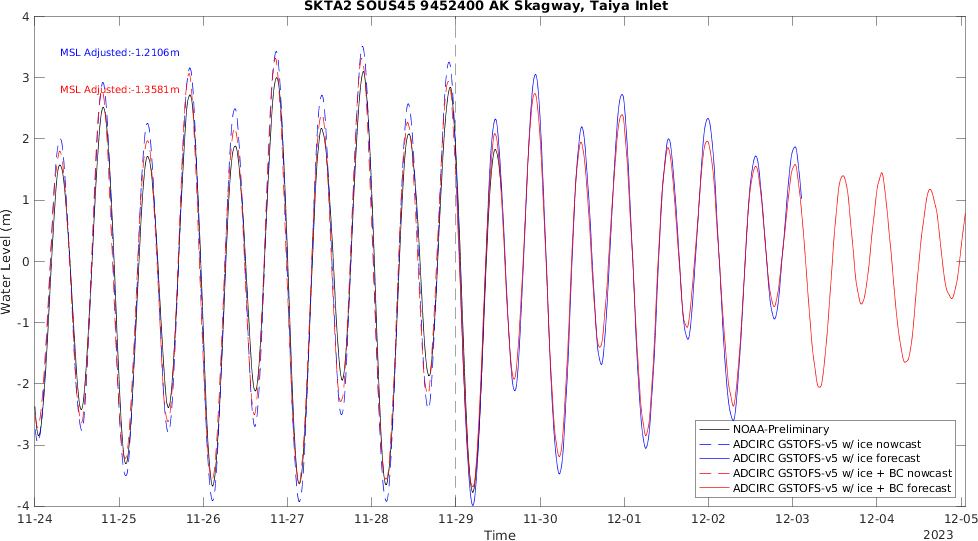 SKTA2 SOUS45 9452400 AK Skagway, Taiya Inlet
4
3
2
1
0
-1
-2
-3
-4
Water Level (m)
MSL Adjusted:-1.2106m
MSL Adjusted:-1.3581m
NOAA-Preliminary
ADCIRC GSTOFS-v5 w/ ice nowcast
ADCIRC GSTOFS-v5 w/ ice forecast
ADCIRC GSTOFS-v5 w/ ice + BC nowcast
ADCIRC GSTOFS-v5 w/ ice + BC forecast
11-24 11-25 11-26 11-27 11-28 11-29 11-30 12-01 12-02 12-03 12-04 12-05
Time
2023